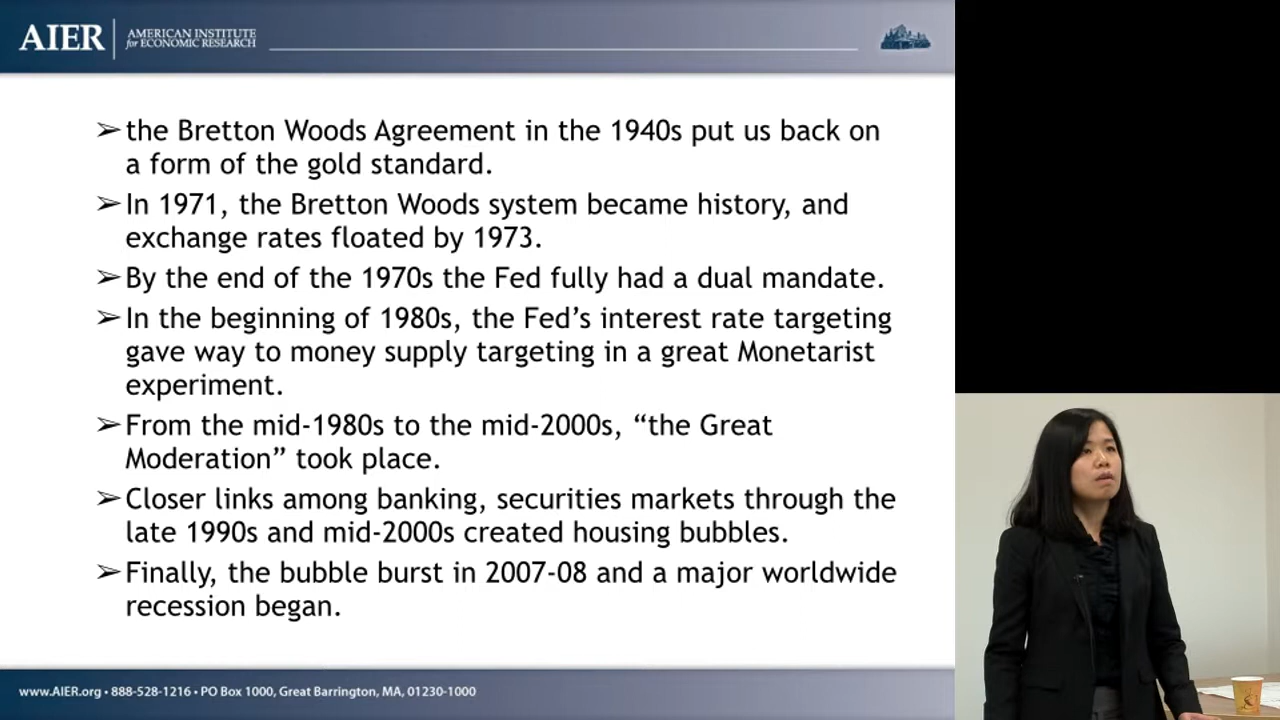 AIER
AMERICAN INSTITUTE
for ECONOMIC RESEARCH
➢the Bretton Woods Agreement in the 1940s put us back on
a form of the gold standard.
➢In 1971, the Bretton Woods system became history, and
exchange rates floated by 1973.
➢By the end of the 1970s the Fed fully had a dual mandate.
➢In the beginning of 1980s, the Fed’s interest rate targeting
gave way to money supply targeting in a great Monetarist
experiment.
➢From the mid-1980s to the mid-2000s, “the Great
Moderation” took place.
➢Closer links among banking, securities markets through the
late 1990s and mid-2000s created housing bubbles.
➢Finally, the bubble burst in 2007-08 and a major worldwide
recession began.
www.AIER.org • 888-528-1216 • PO Box 1000, Great Barrington, MA, 01230-1000